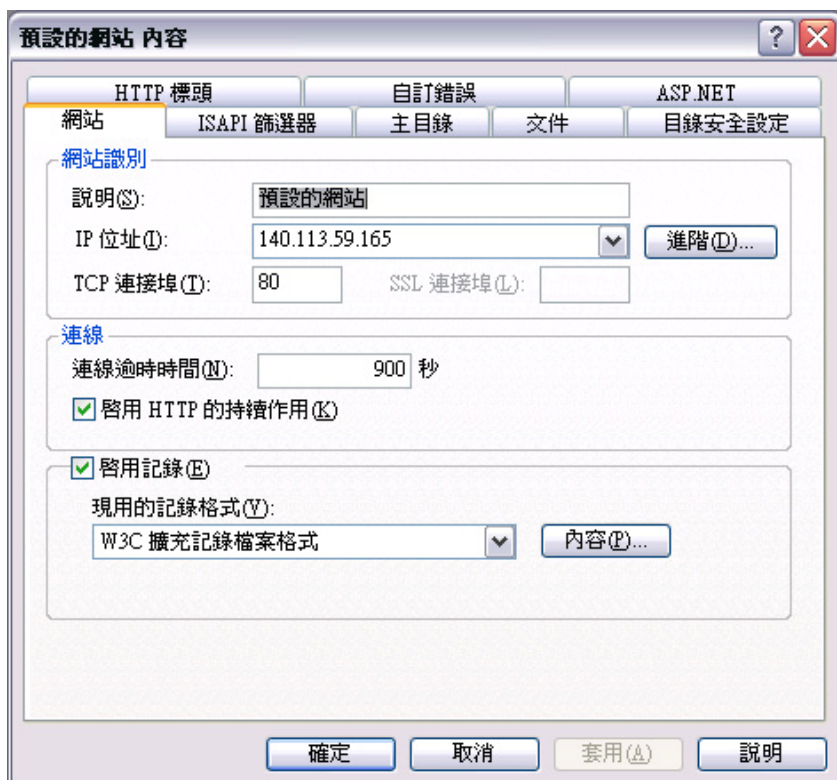 預設的網站 內容
HTTP 標頭 自訂錯誤 ASP.NET
網站 ISAPI 篩選器 主目錄 文件 目錄安全設定
網站識別
說明(S): 預設的網站
IP 位址(I): 140.113.59.165 進階(D)...
TCP 連接埠(T): 80 SSL 連接埠(L):
連線
連線逾時時間(N): 900 秒
啓用 HTTP 的持續作用(K)
啓用記錄(E)
現用的記錄格式(V):
W3C 擴充記錄檔案格式 內容(P)...
確定 取消 套用(A) 說明